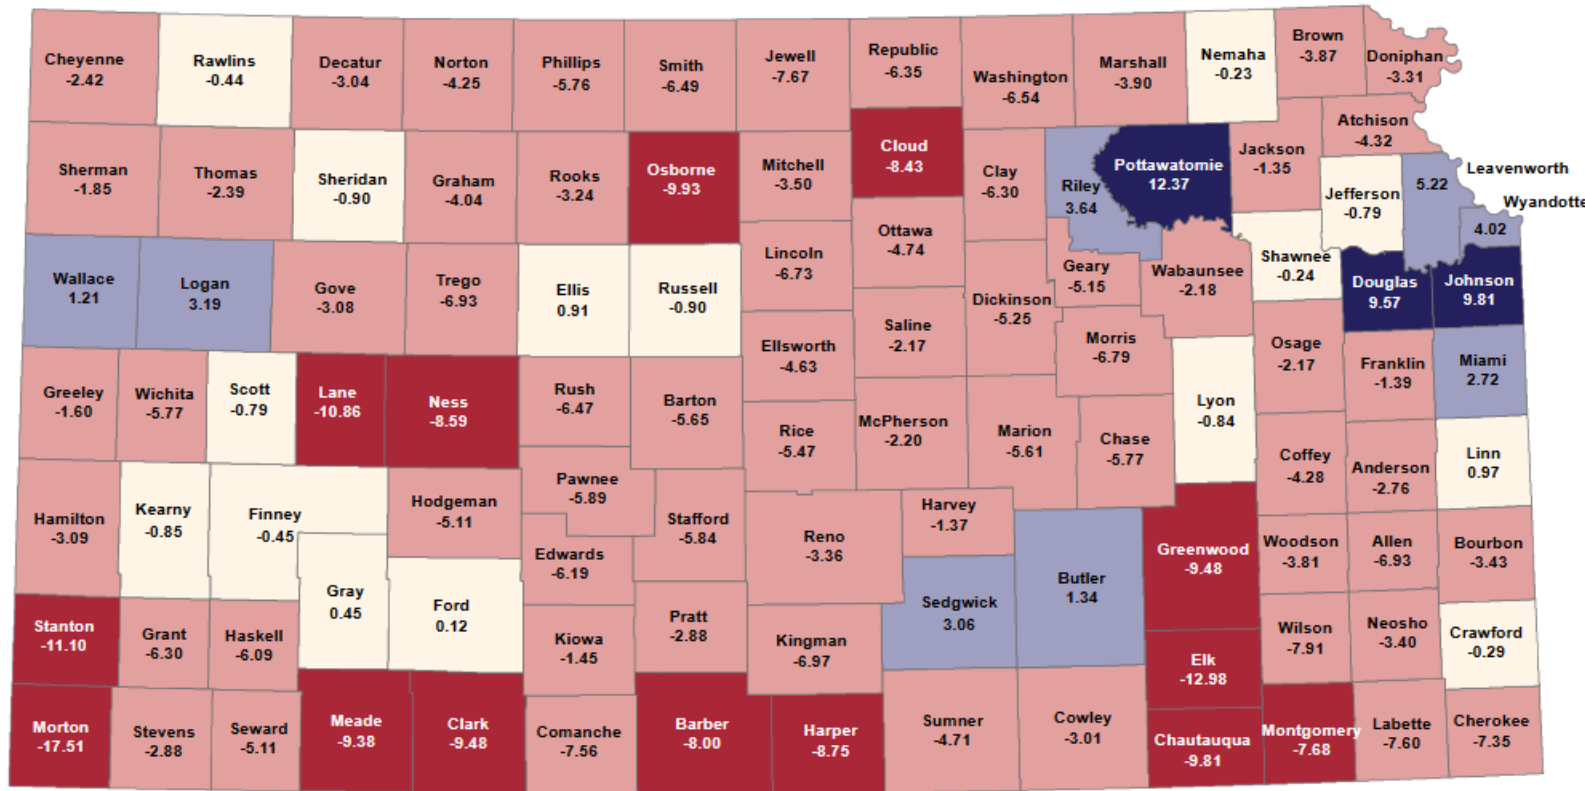 Cheyenne
-2.42
Rawlins
-0.44
Decatur
-3.04
Norton
-4.25
Phillips
-5.76
Smith
-6.49
Jewell
-7.67
Republic
-6.35
Washington
-6.54
Marshall
-3.90
Nemaha
-0.23
Brown
-3.87
Doniphan
-3.31
Sherman
-1.85
Thomas
-2.39
Sheridan
-0.90
Graham
-4.04
Rooks
-3.24
Osborne
-9.93
Mitchell
-3.50
Cloud
-8.43
Clay
-6.30
Riley
3.64
Pottawatomie
12.37
Jackson
-1.35
Atchison
-4.32
Jefferson
-0.79
5.22
Leavenworth
Wyandotte
4.02
Wallace
1.21
Logan
3.19
Gove
-3.08
Trego
-6.93
Ellis
0.91
Russell
-0.90
Lincoln
-6.73
Ottawa
-4.74
Dickinson
-5.25
Geary
-5.15
Wabaunsee
-2.18
Shawnee
-0.24
Douglas
9.57
Johnson
9.81
Greeley
-1.60
Wichita
-5.77
Scott
-0.79
Lane
-10.86
Ness
-8.59
Rush
-6.47
Barton
-5.65
Ellsworth
-4.63
Saline
-2.17
Morris
-6.79
Osage
-2.17
Franklin
-1.39
Miami
2.72
Rice
-5.47
McPherson
-2.20
Marion
-5.61
Chase
-5.77
Lyon
-0.84
Coffey
-4.28
Anderson
-2.76
Linn
0.97
Hamilton
-3.09
Kearny
-0.85
Finney
-0.45
Hodgeman
-5.11
Pawnee
-5.89
Stafford
-5.84
Edwards
-6.19
Reno
-3.36
Harvey
-1.37
Gray
0.45
Ford
0.12
Sedgwick
3.06
Butler
1.34
Greenwood
-9.48
Woodson
-3.81
Allen
-6.93
Bourbon
-3.43
Stanton
-11.10
Grant
-6.30
Haskell
-6.09
Kiowa
-1.45
Pratt
-2.88
Kingman
-6.97
Elk
-12.98
Wilson
-7.91
Neosho
-3.40
Crawford
-0.29
Morton
-17.51
Stevens
-2.88
Seward
-5.11
Meade
-9.38
Clark
-9.48
Comanche
-7.56
Barber
-8.00
Harper
-8.75
Sumner
-4.71
Cowley
-3.01
Chautauqua
-9.81
Montgomery
-7.68
Labette
-7.60
Cherokee
-7.35